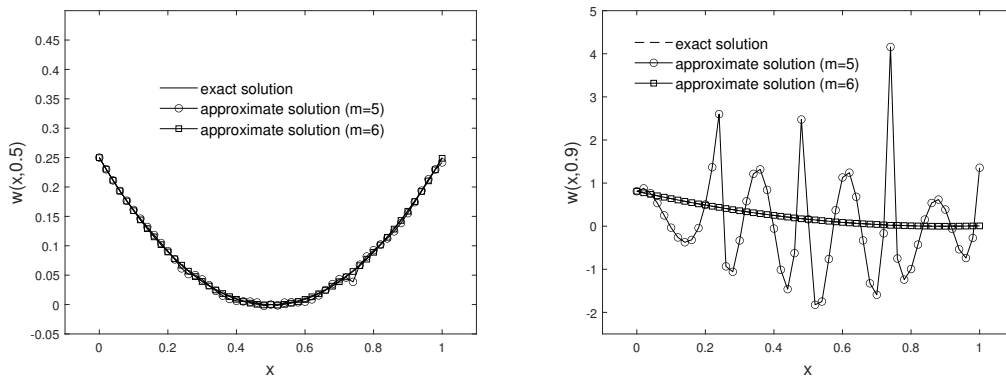 0.45
0.4
0.35
0.3
0.25
0.2
0.15
0.1
0.05
0
-0.05
w(x,0.5)
exact solution
approximate solution (m=5)
approximate solution (m=6)
0 0.2 0.4 0.6 0.8 1
x
5
4
3
2
1
0
-1
-2
w(x,0.9)
exact solution
approximate solution (m=5)
approximate solution (m=6)
0 0.2 0.4 0.6 0.8 1
x